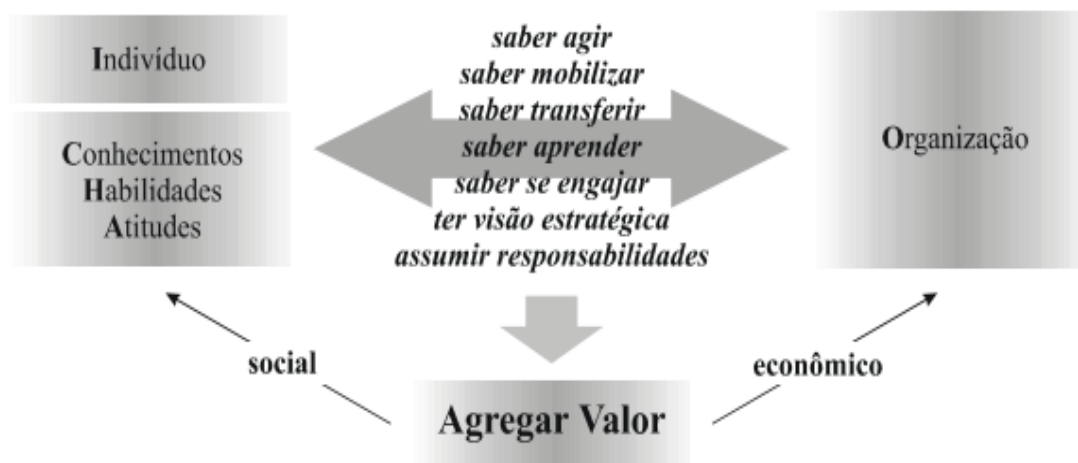 Indivíduo
Conhecimentos
Habilidades
Atitudes
saber agir
saber mobilizar
saber transferir
saber aprender
saber se engajar
ter visão estratégica
assumir responsabilidades
Organização
social
econômico
Agregar Valor